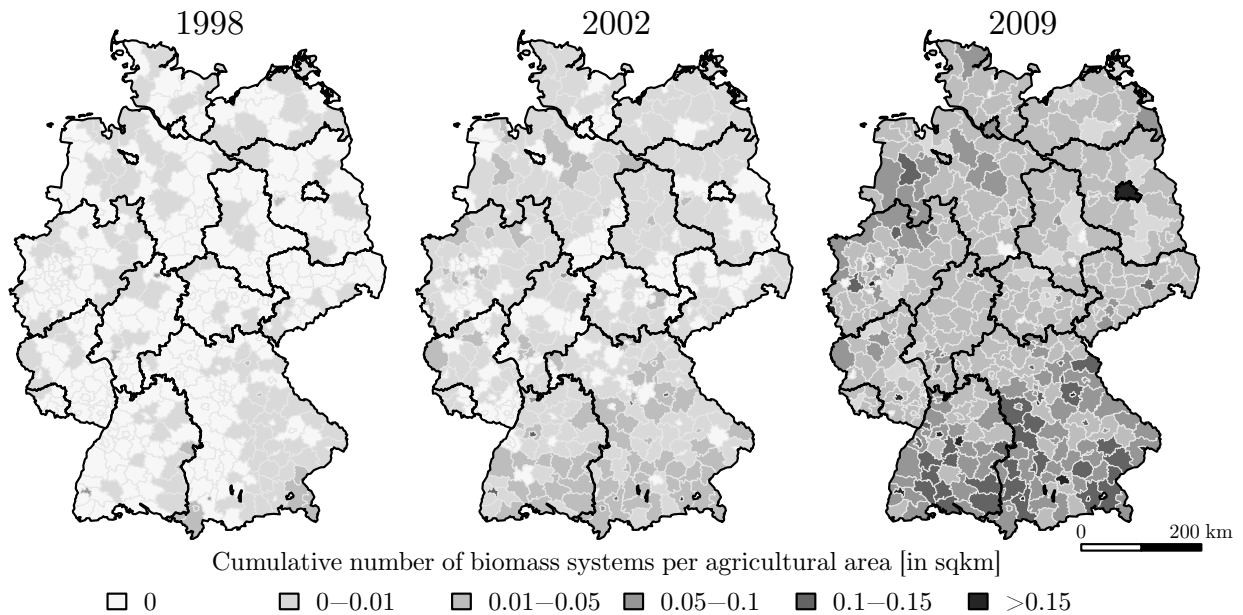 1998 2002 2009
0 200 km
Cumulative number of biomass systems per agricultural area [in sqkm]
0 0−0.01 0.01−0.05 0.05−0.1 0.1−0.15 >0.15